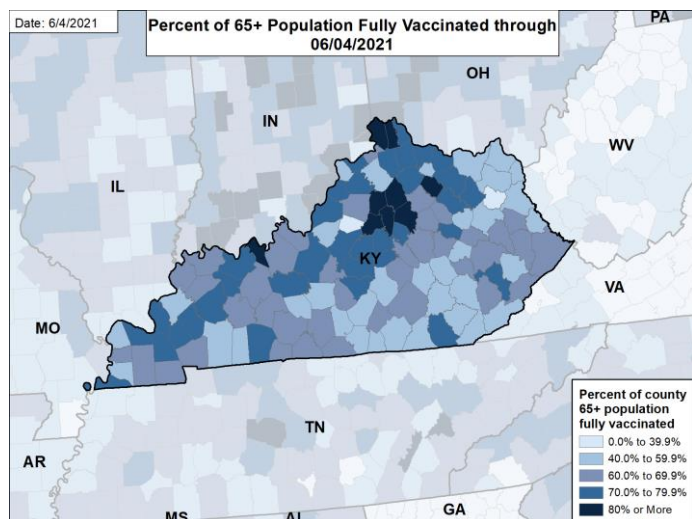 Date: 6/4/2021
Percent of 65+ Population Fully Vaccinated through
06/04/2021
PA
OH
IN
WV
IL
KY
VA
MO
TN
AR
MS
AL
GA
Percent of county
65+ population
fully vaccinated
0.0% to 39.9%
40.0% to 59.9%
60.0% to 69.9%
70.0% to 79.9%
80% or More